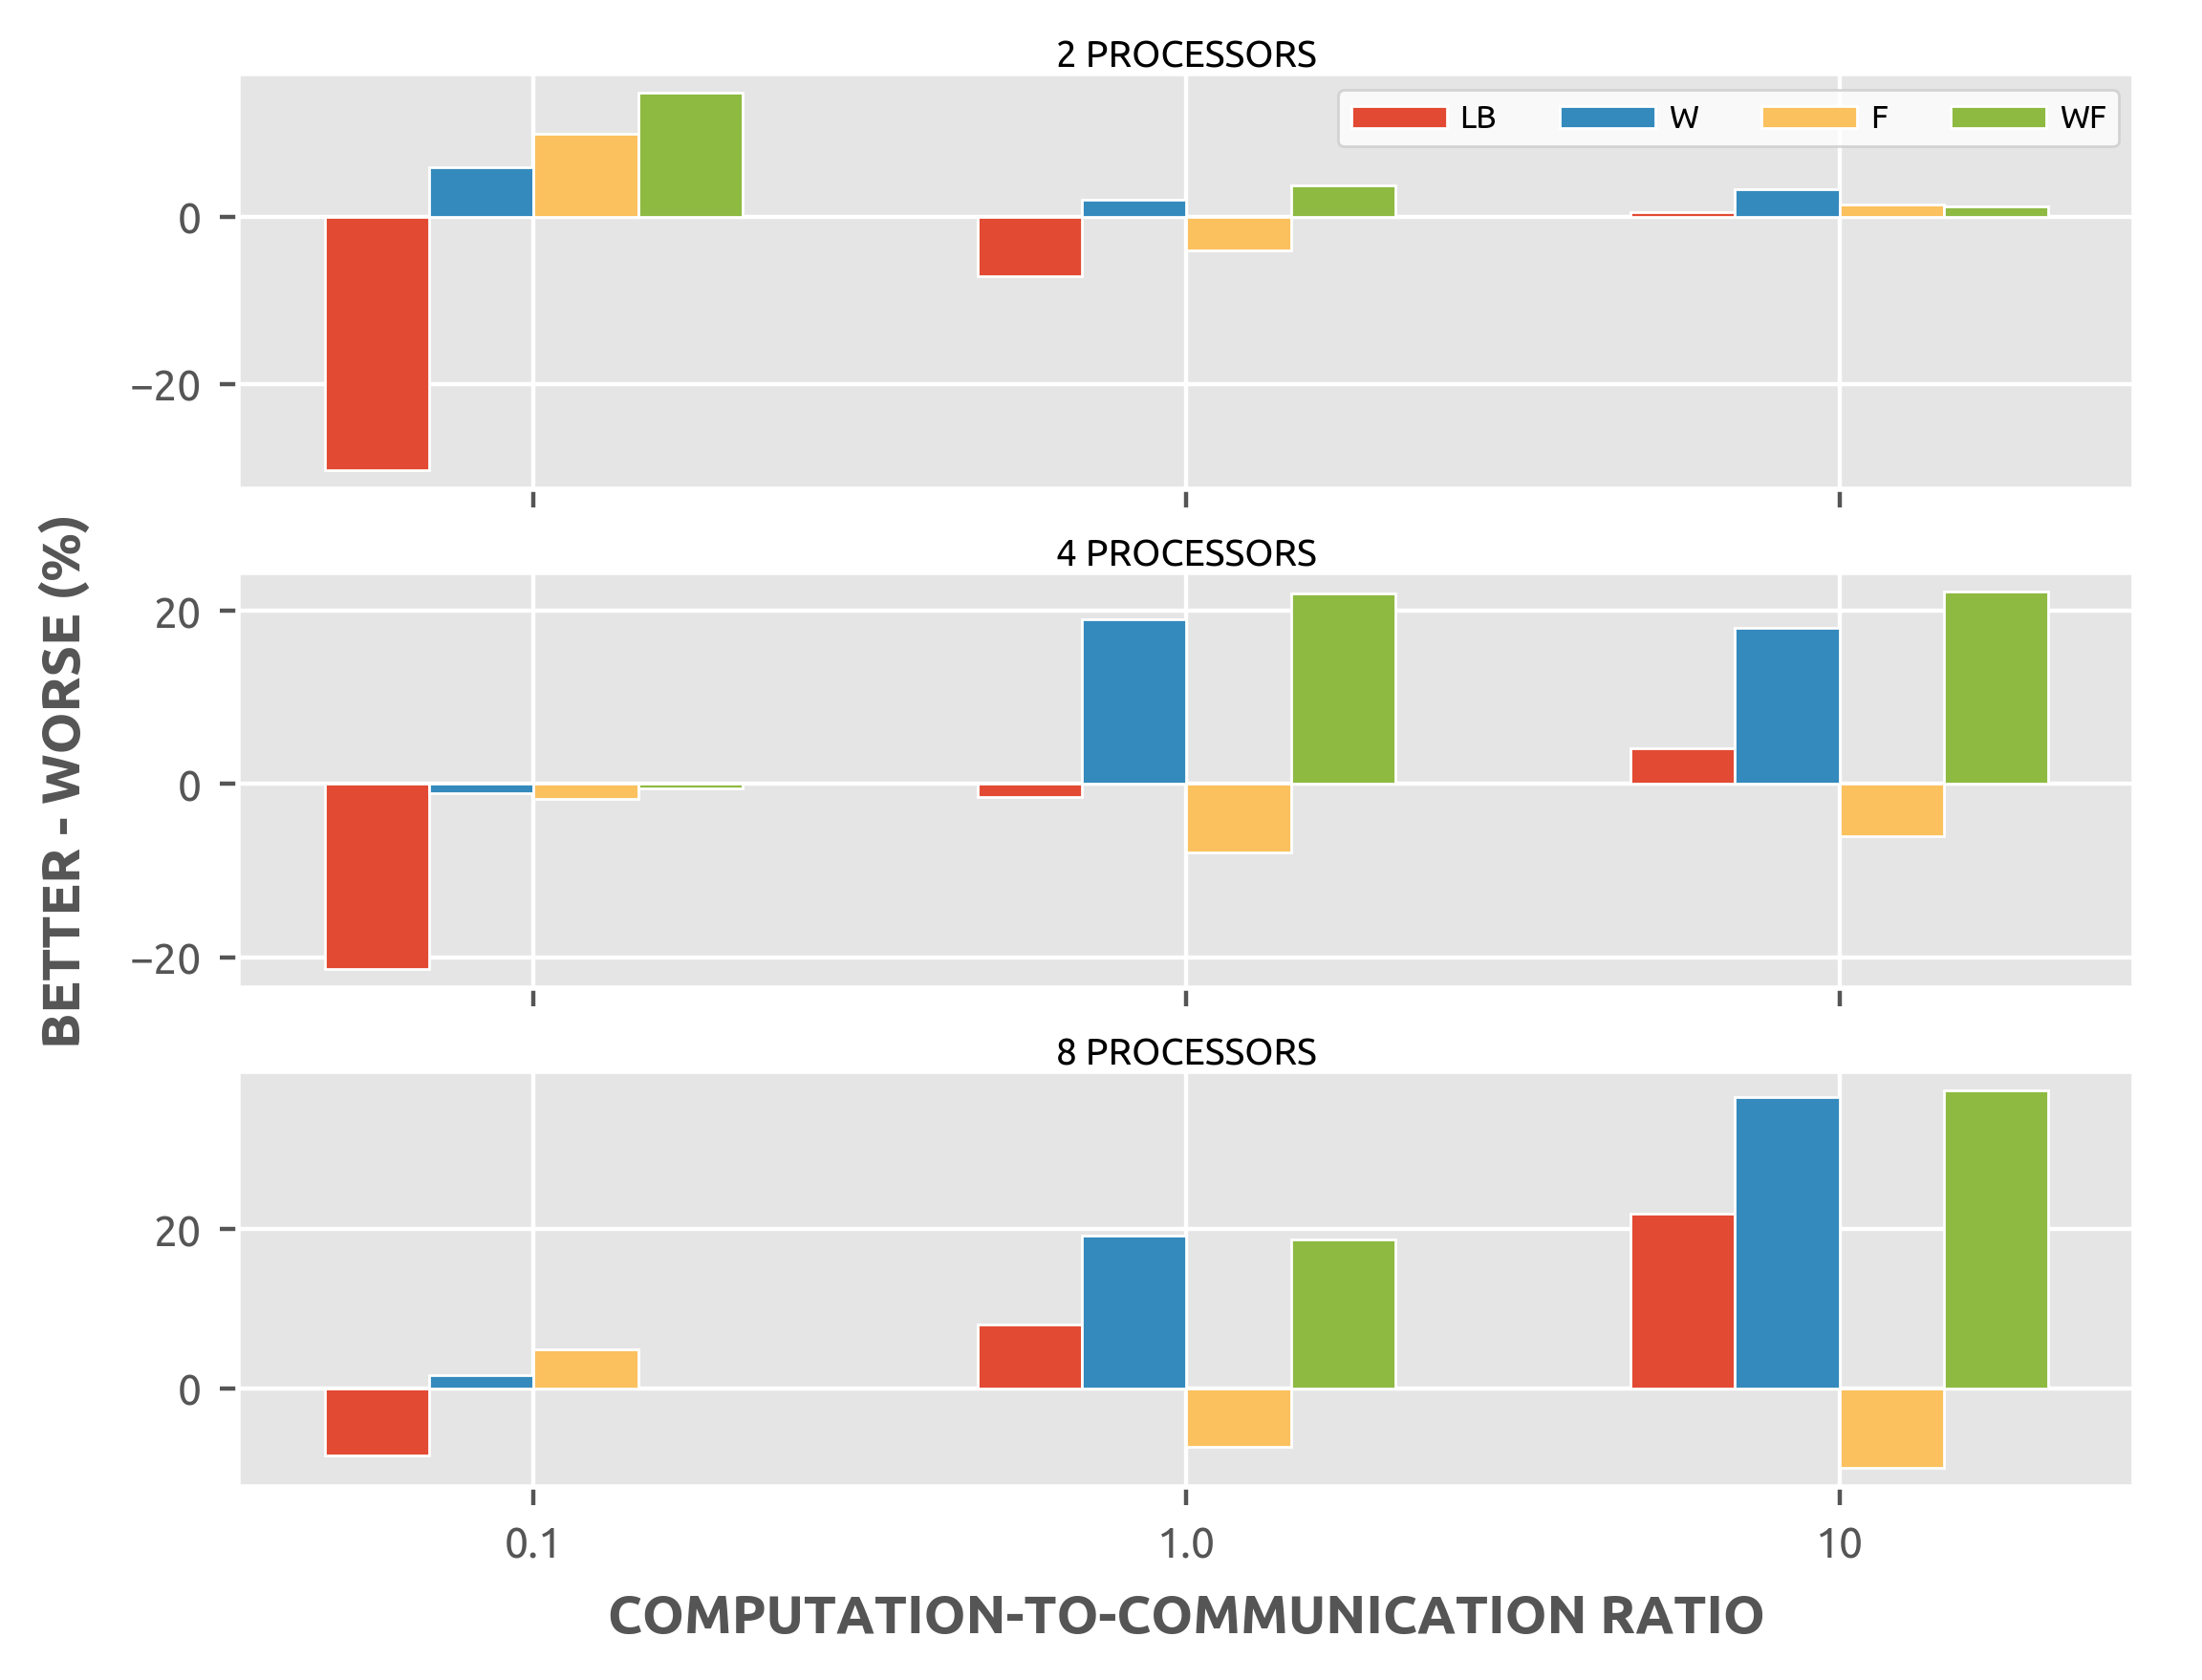 2 PROCESSORS
LB W F WF
0
−20
4 PROCESSORS
20
0
−20
BETTER - WORSE (%)
8 PROCESSORS
20
0
0.1 1.0 10
COMPUTATION-TO-COMMUNICATION RATIO